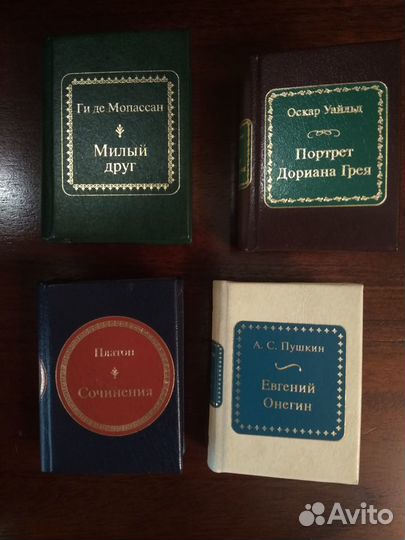 Ги де Мопассан
Милый
друг
Оскар Уайльд
Портрет
Дориана Грея
Платон
Сочинения
А. С. Пушкин
Евгений
Онегин
Avito